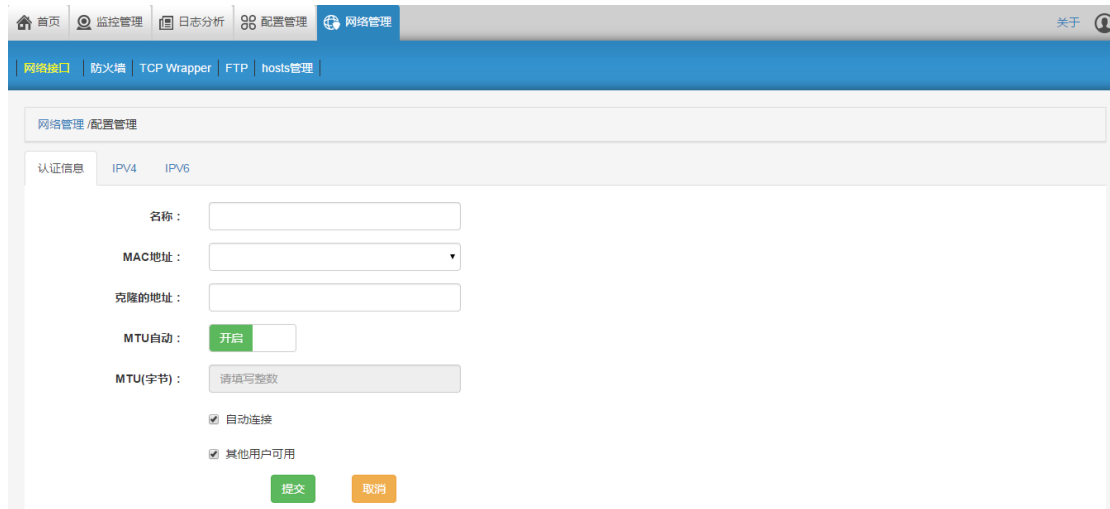 首页 监控管理 日志分析 配置管理 网络管理 关于
网络接口 防火墙 TCP Wrapper FTP hosts管理
网络管理 /配置管理
认证信息 IPV4 IPV6
名称：
MAC地址：
克隆的地址：
MTU自动： 开启
MTU(字节)： 请填写整数
自动连接
其他用户可用
提交 取消